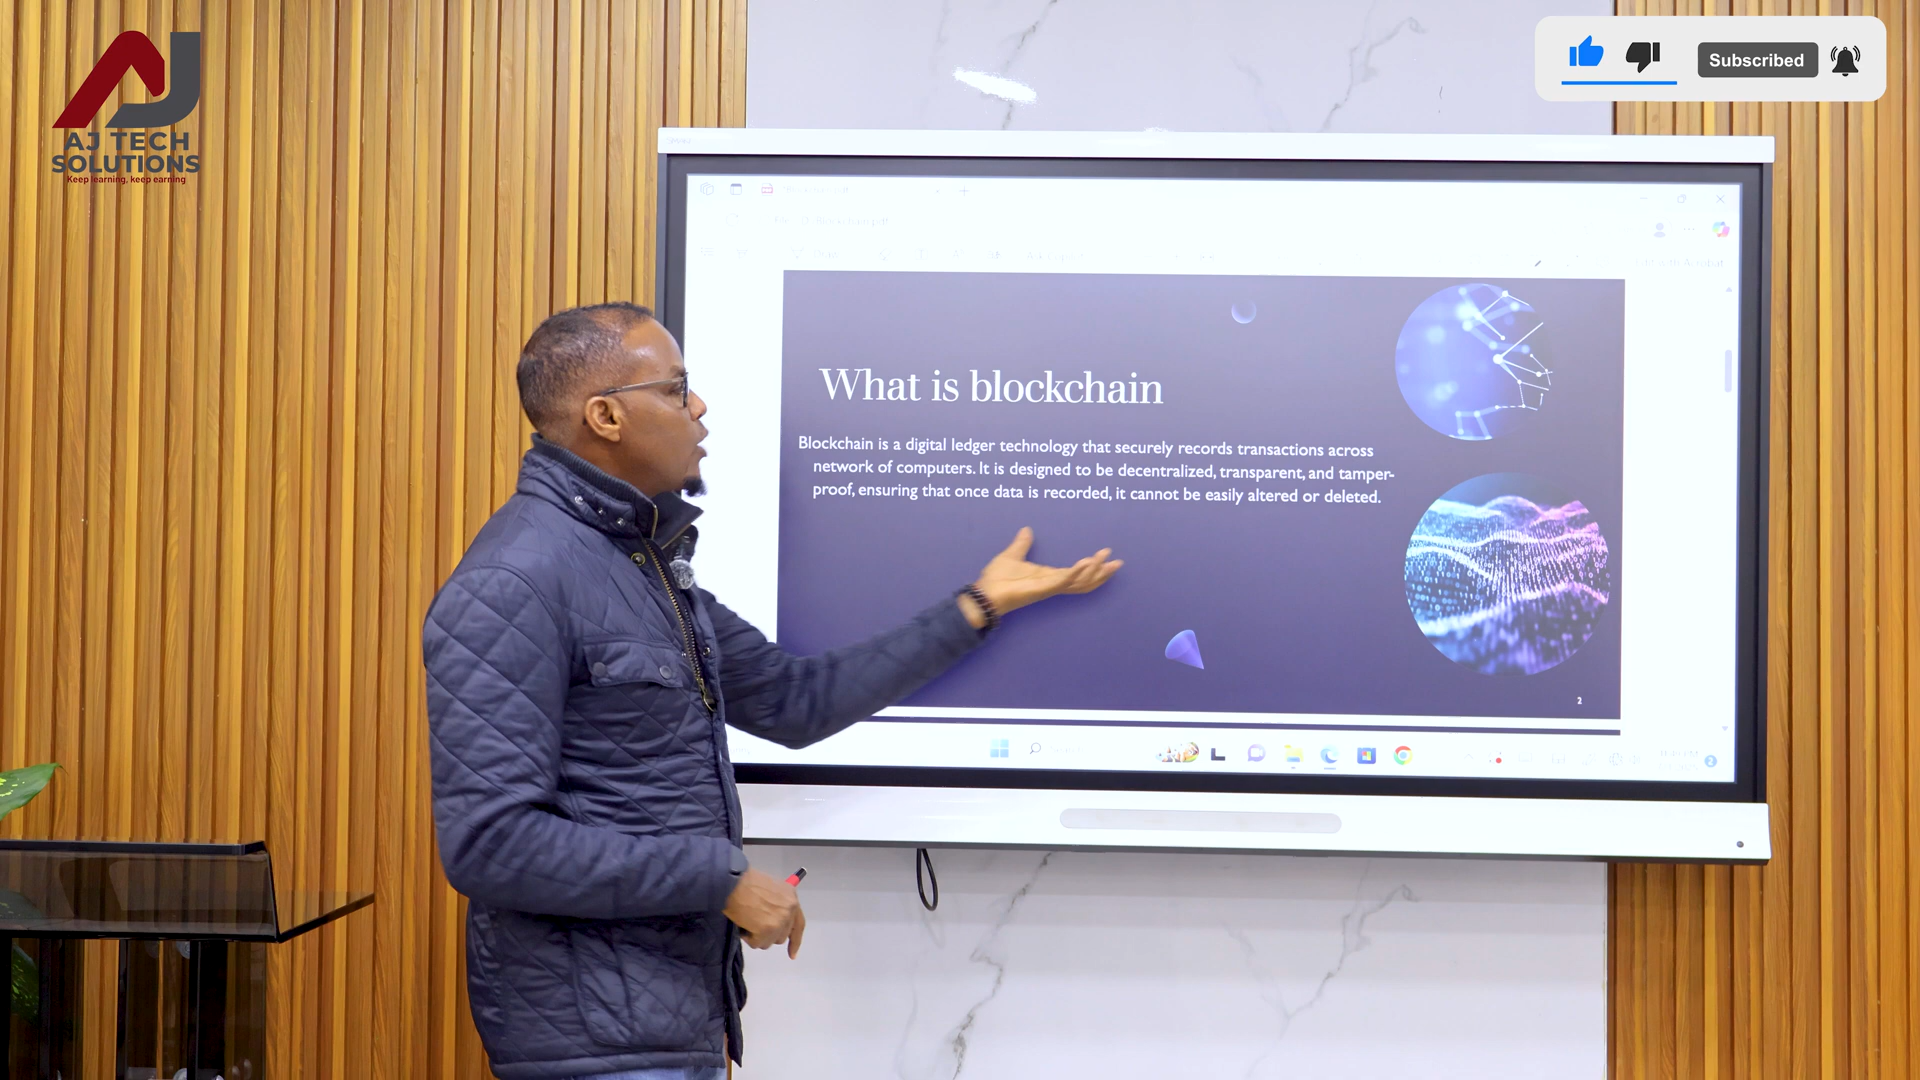 AJ TECH
SOLUTIONS
Keep learning, keep earning
Subscribed
What is blockchain
Blockchain is a digital ledger technology that securely records transactions across
network of computers. It is designed to be decentralized, transparent, and tamper-
proof, ensuring that once data is recorded, it cannot be easily altered or deleted.
2
2